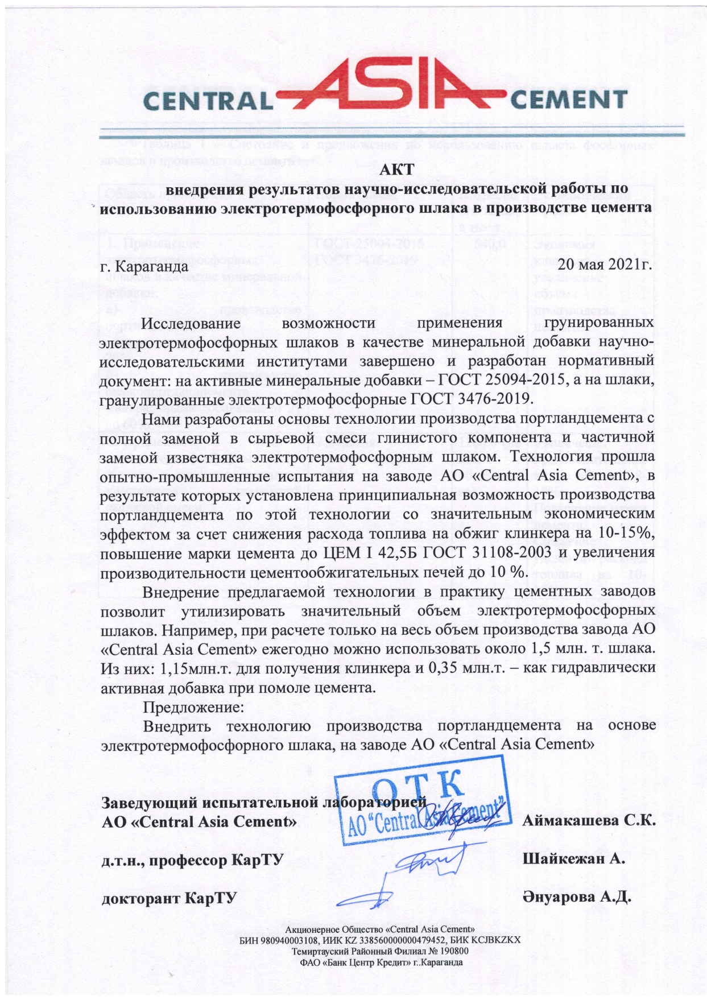 CENTRAL ASIA CEMENT
АКТ
внедрения результатов научно-исследовательской работы по
использованию электротермофосфорного шлака в производстве цемента
г. Караганда 20 мая 2021г.
Исследование возможности применения грунированных
электротермофосфорных шлаков в качестве минеральной добавки научно-
исследовательскими институтами завершено и разработан нормативный
документ: на активные минеральные добавки – ГОСТ 25094-2015, а на шлаки,
гранулированные электротермофосфорные ГОСТ 3476-2019.
Нами разработаны основы технологии производства портландцемента с
полной заменой в сырьевой смеси глинистого компонента и частичной
заменой известняка электротермофосфорным шлаком. Технология прошла
опытно-промышленные испытания на заводе АО «Central Asia Cement», в
результате которых установлена принципиальная возможность производства
портландцемента по этой технологии со значительным экономическим
эффектом за счет снижения расхода топлива на обжиг клинкера на 10-15%,
повышение марки цемента до ЦЕМ I 42,5Б ГОСТ 31108-2003 и увеличения
производительности цементообжигательных печей до 10 %.
Внедрение предлагаемой технологии в практику цементных заводов
позволит утилизировать значительный объем электротермофосфорных
шлаков. Например, при расчете только на весь объем производства завода АО
«Central Asia Cement» ежегодно можно использовать около 1,5 млн. т. шлака.
Из них: 1,15млн.т. для получения клинкера и 0,35 млн.т. – как гидравлически
активная добавка при помоле цемента.
Предложение:
Внедрить технологию производства портландцемента на основе
электротермофосфорного шлака, на заводе АО «Central Asia Cement»
ОТК
АО "Central Asia Cement"
Заведующий испытательной лабораторией
АО «Central Asia Cement» Аймакашева С.К.
д.т.н., профессор КарТУ Шайкежан А.
докторант КарТУ Әнуарова А.Д.
Акционерное Общество «Central Asia Cement»
БИН 980940003108, ИИК KZ 338560000000479452, БИК KCJBKZKX
Темиртауский Районный Филиал № 190800
ФАО «Банк Центр Кредит» г..Караганда